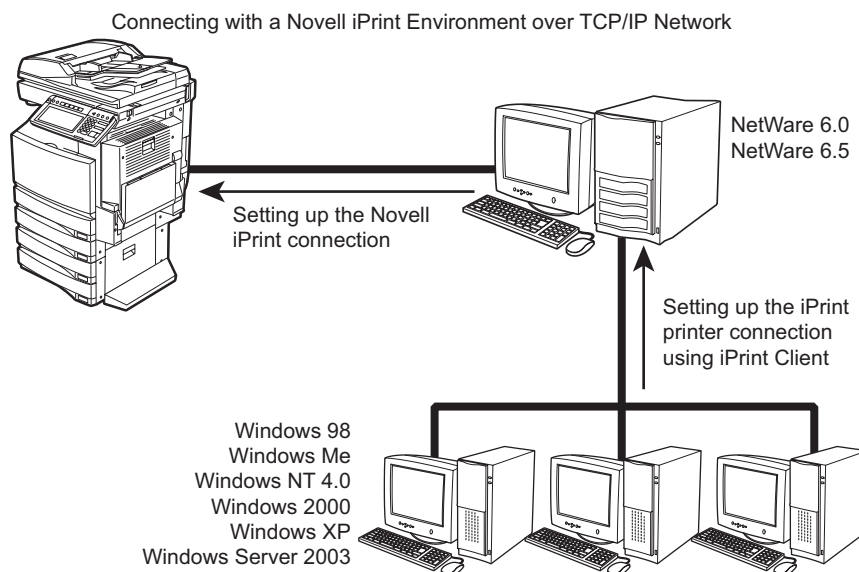 Connecting with a Novell iPrint Environment over TCP/IP Network
NetWare 6.0
NetWare 6.5
Setting up the Novell
iPrint connection
Setting up the iPrint
printer connection
using iPrint Client
Windows 98
Windows Me
Windows NT 4.0
Windows 2000
Windows XP
Windows Server 2003